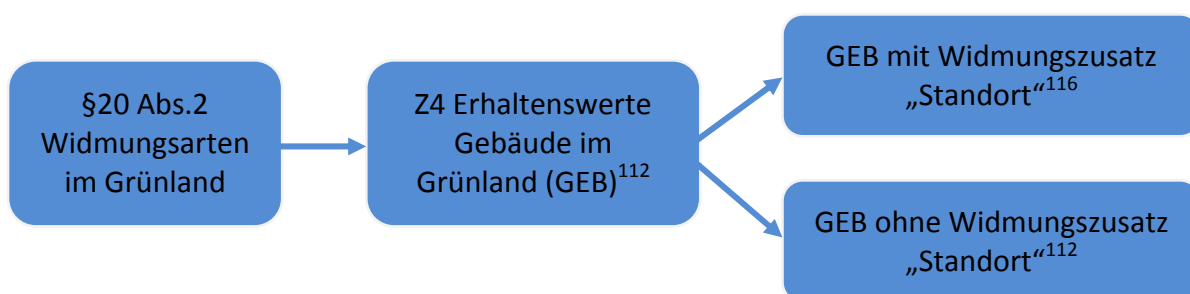 §20 Abs.2
Widmungsarten
im Grünland
Z4 Erhaltenswerte
Gebäude im
Grünland (GEB)112
GEB mit Widmungszusatz
„Standort“116
GEB ohne Widmungszusatz
„Standort“112